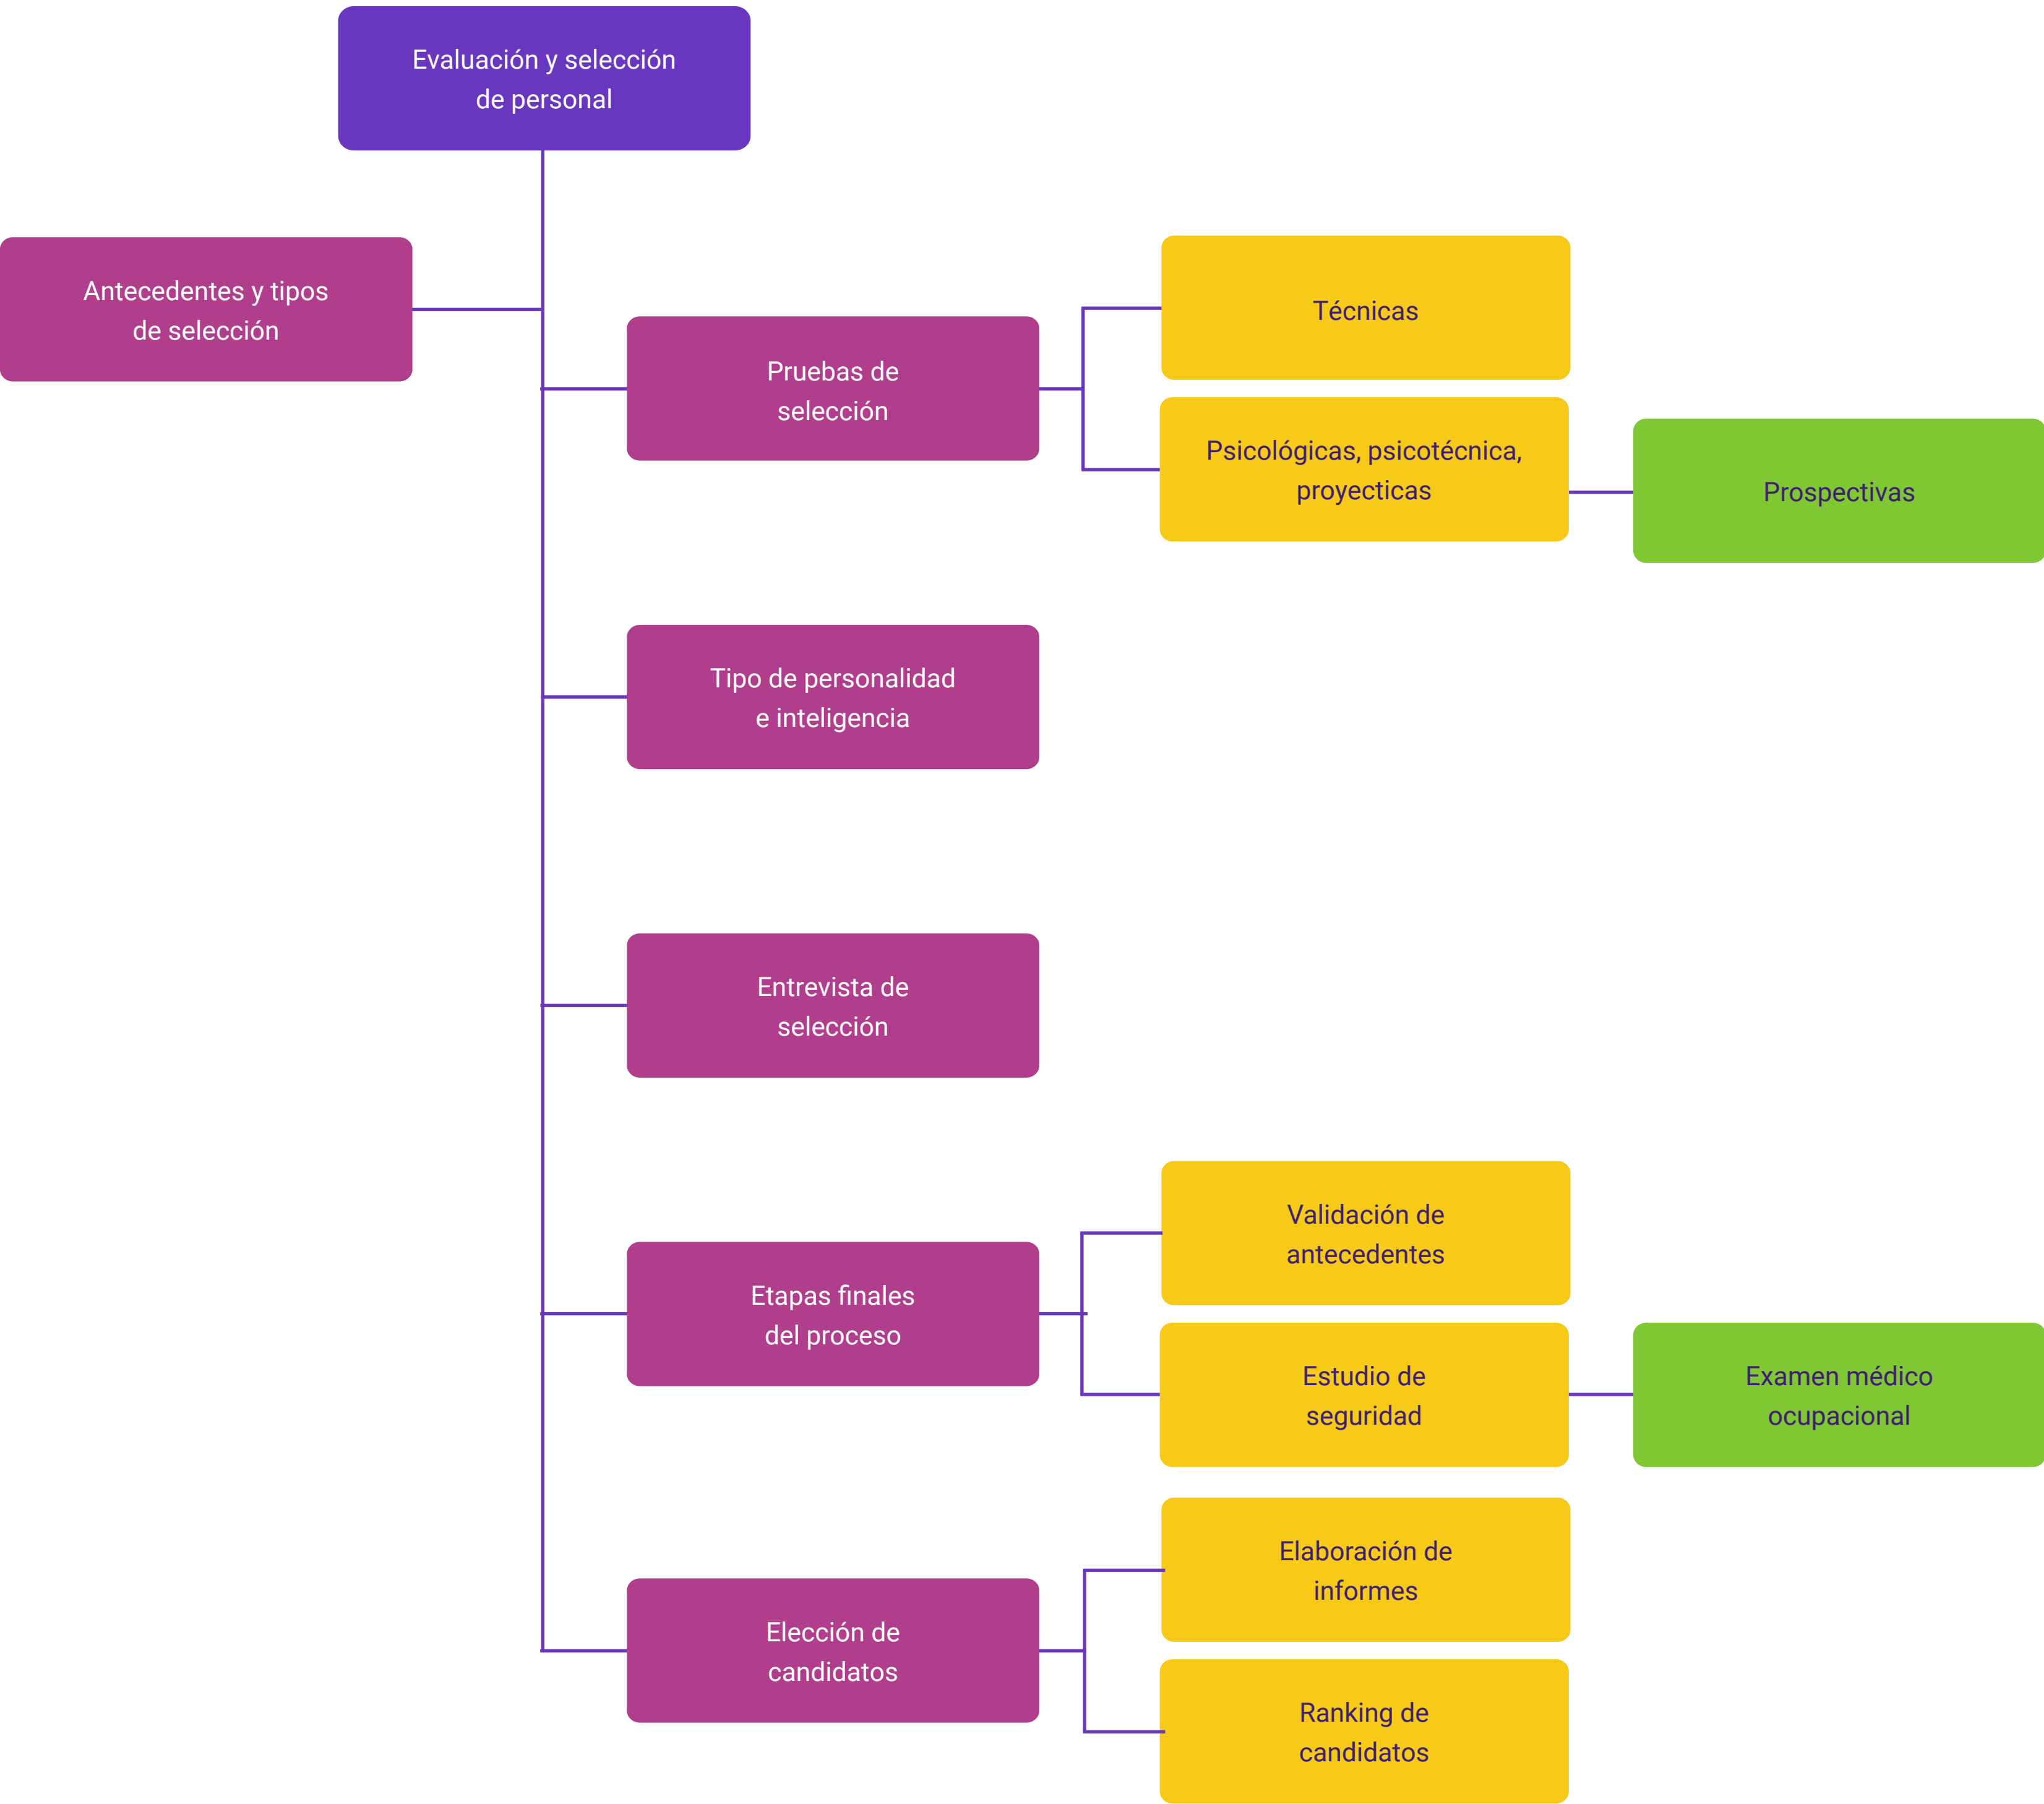 Evaluación y selección
de personal
Antecedentes y tipos
de selección
Pruebas de
selección
Técnicas
Psicológicas, psicotécnica,
proyecticas
Prospectivas
Tipo de personalidad
e inteligencia
Entrevista de
selección
Etapas finales
del proceso
Validación de
antecedentes
Estudio de
seguridad
Examen médico
ocupacional
Elección de
candidatos
Elaboración de
informes
Ranking de
candidatos